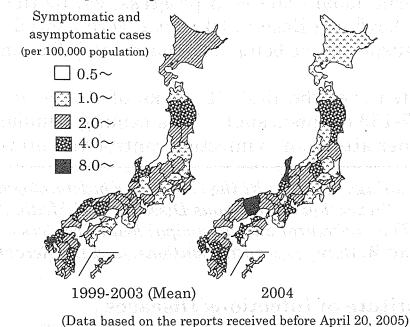 Symptomatic and
asymptomatic cases
(per 100,000 population)
0.5～
1.0～
2.0～
4.0～
8.0～
1999-2003 (Mean)
2004
(Data based on the reports received before April 20, 2005)